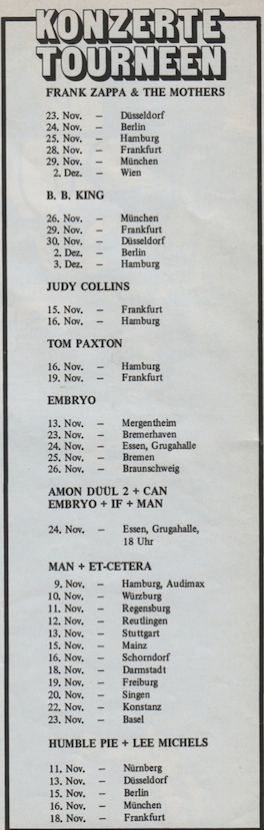 KONZERTE
TOURNEEN
FRANK ZAPPA & THE MOTHERS
23. Nov. – Düsseldorf
24. Nov. – Berlin
25. Nov. – Hamburg
28. Nov. – Frankfurt
29. Nov. – München
2. Dez. – Wien
B. B. KING
26. Nov. – München
29. Nov. – Frankfurt
30. Nov. – Düsseldorf
2. Dez. – Berlin
3. Dez. – Hamburg
JUDY COLLINS
15. Nov. – Frankfurt
16. Nov. – Hamburg
TOM PAXTON
16. Nov. – Hamburg
19. Nov. – Frankfurt
EMBRYO
13. Nov. – Mergentheim
23. Nov. – Bremerhaven
24. Nov. – Essen, Grugahalle
25. Nov. – Bremen
26. Nov. – Braunschweig
AMON DÜÜL 2 + CAN
EMBRYO + IF + MAN
24. Nov. – Essen, Grugahalle,
18 Uhr
MAN + ET-CETERA
9. Nov. – Hamburg, Audimax
10. Nov. – Würzburg
11. Nov. – Regensburg
12. Nov. – Reutlingen
13. Nov. – Stuttgart
15. Nov. – Mainz
16. Nov. – Schorndorf
18. Nov. – Darmstadt
19. Nov. – Freiburg
20. Nov. – Singen
22. Nov. – Konstanz
23. Nov. – Basel
HUMBLE PIE + LEE MICHELS
11. Nov. – Nürnberg
13. Nov. – Düsseldorf
15. Nov. – Berlin
16. Nov. – München
18. Nov. – Frankfurt